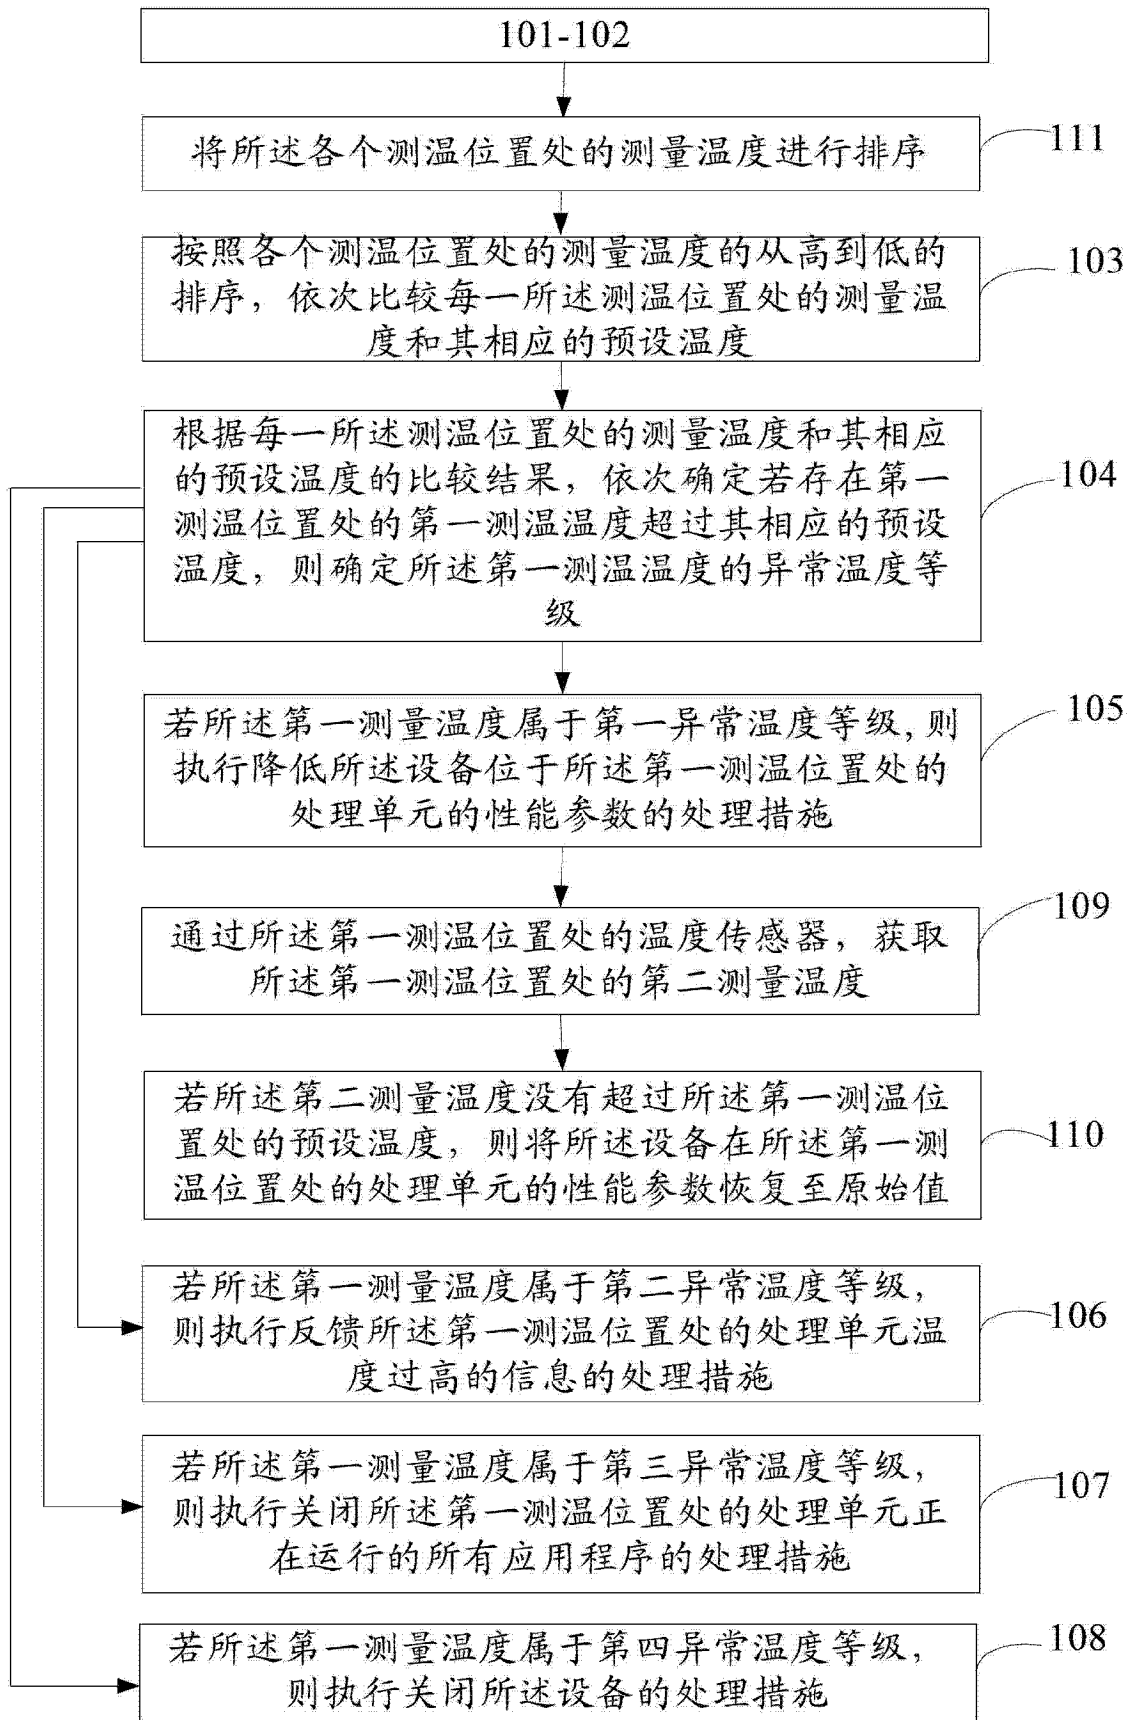 101-102
将所述各个测温位置处的测量温度进行排序
111
按照各个测温位置处的测量温度的从高到低的
排序，依次比较每一所述测温位置处的测量温
度和其相应的预设温度
103
根据每一所述测温位置处的测量温度和其相应
的预设温度的比较结果，依次确定若存在第一
测温位置处的第一测温温度超过其相应的预设
温度，则确定所述第一测温温度的异常温度等
级
104
若所述第一测量温度属于第一异常温度等级，则
执行降低所述设备位于所述第一测温位置处的
处理单元的性能参数的处理措施
105
通过所述第一测温位置处的温度传感器，获取
所述第一测温位置处的第二测量温度
109
若所述第二测量温度没有超过所述第一测温位
置处的预设温度，则将所述设备在所述第一测
温位置处的处理单元的性能参数恢复至原始值
110
若所述第一测量温度属于第二异常温度等级，
则执行反馈所述第一测温位置处的处理单元温
度过高的信息的处理措施
106
若所述第一测量温度属于第三异常温度等级，
则执行关闭所述第一测温位置处的处理单元正
在运行的所有应用程序的处理措施
107
若所述第一测量温度属于第四异常温度等级，
则执行关闭所述设备的处理措施
108